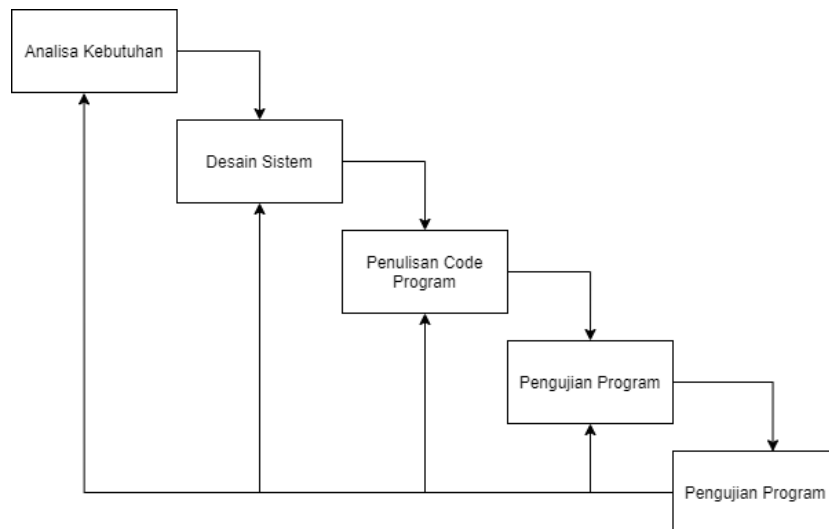 Analisa Kebutuhan
Desain Sistem
Penulisan Code
Program
Pengujian Program
Pengujian Program